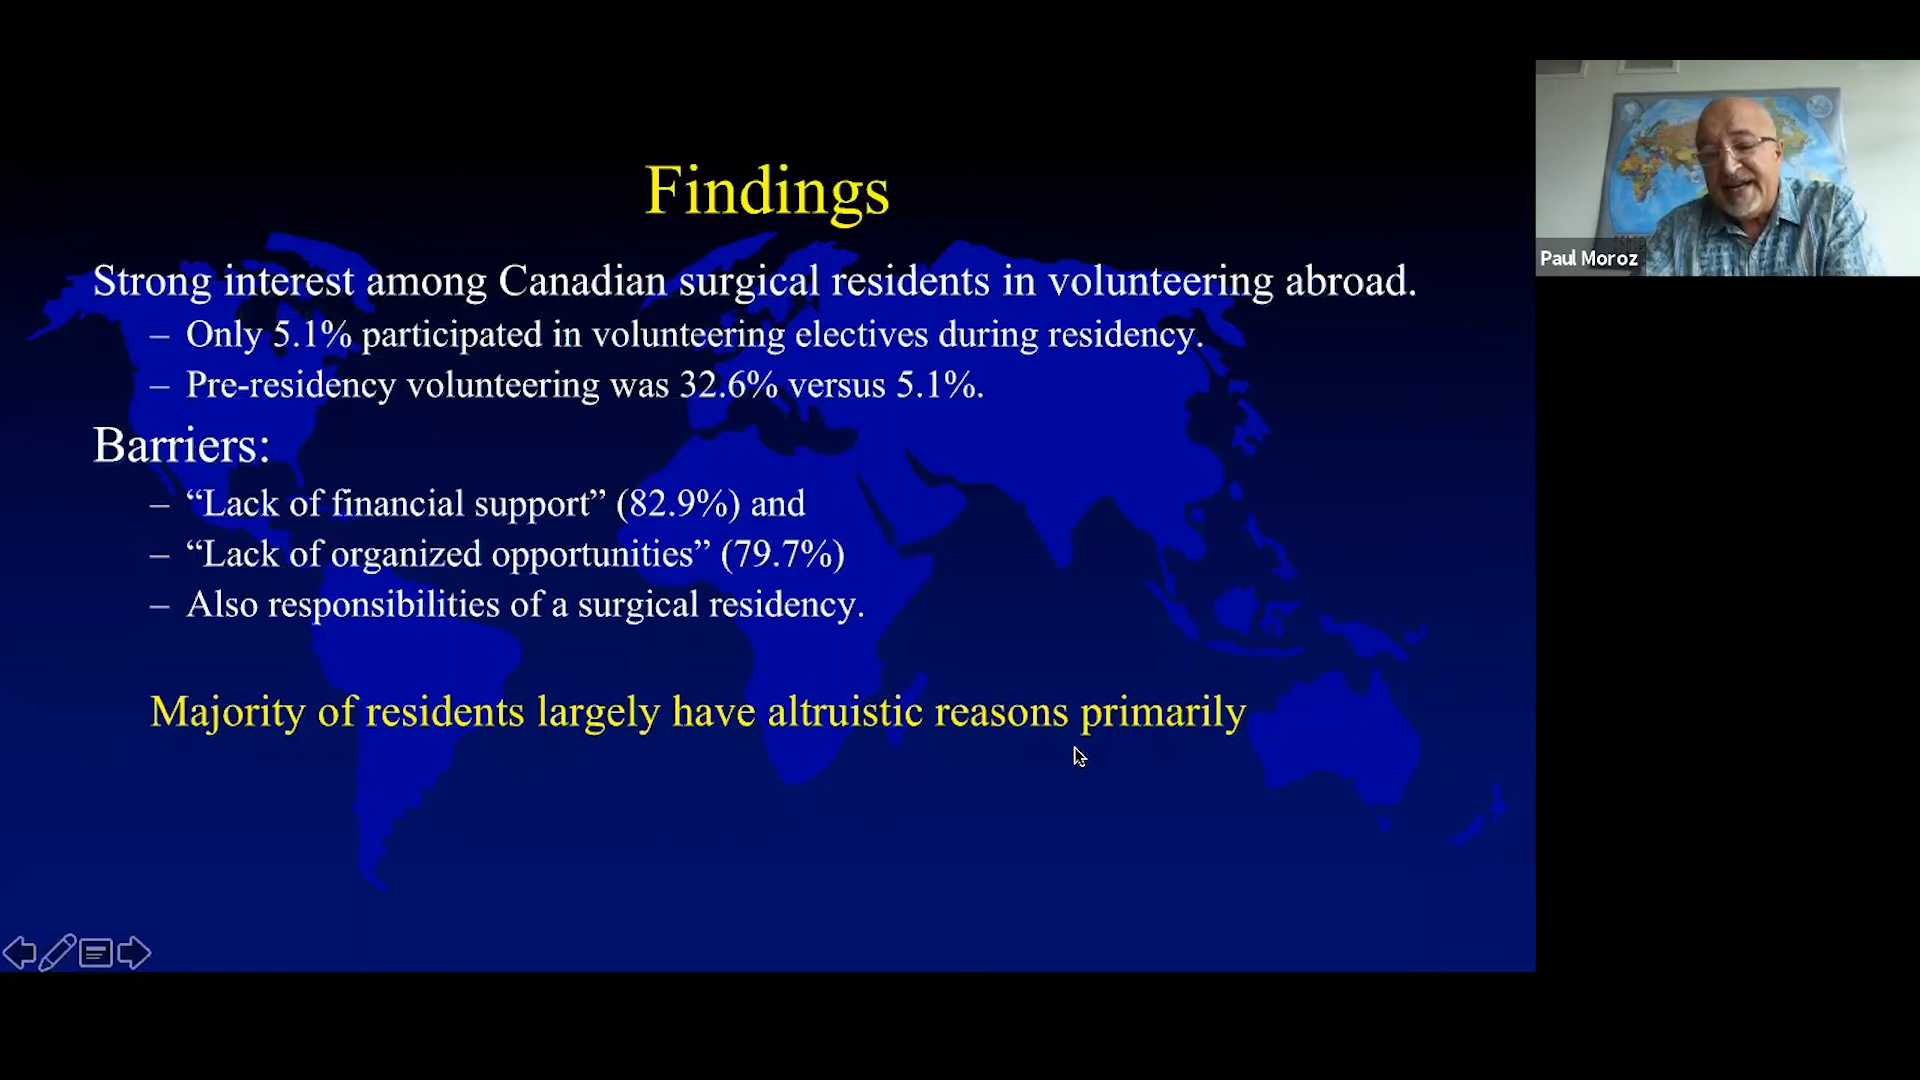 Findings
Strong interest among Canadian surgical residents in volunteering abroad.
– Only 5.1% participated in volunteering electives during residency.
– Pre-residency volunteering was 32.6% versus 5.1%.
Barriers:
– “Lack of financial support” (82.9%) and
– “Lack of organized opportunities” (79.7%)
– Also responsibilities of a surgical residency.
Majority of residents largely have altruistic reasons primarily
Paul Moroz